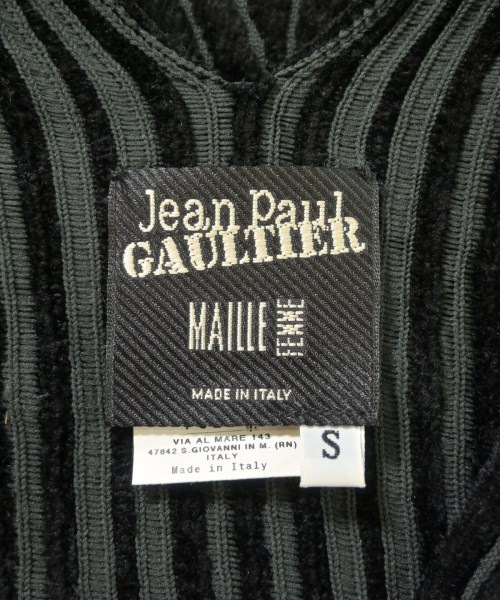 Jean Paul
GAULTIER
MAILLE FEMME
MADE IN ITALY
VIA AL MARE 143
47842 S.GIOVANNI IN M. (RN)
ITALY
Made in Italy
S